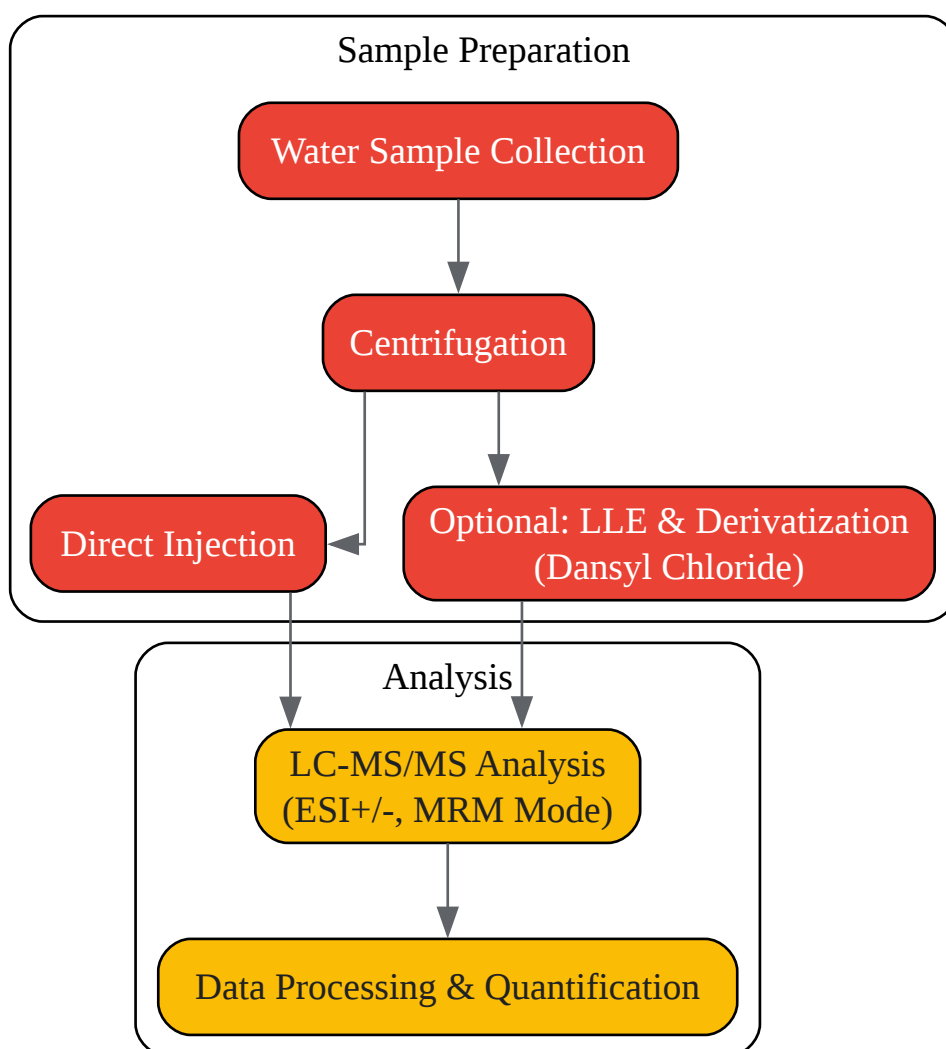 Sample Preparation
Water Sample Collection
Centrifugation
Direct Injection
Optional: LLE & Derivatization
(Dansyl Chloride)
Analysis
LC-MS/MS Analysis
(ESI+/-, MRM Mode)
Data Processing & Quantification